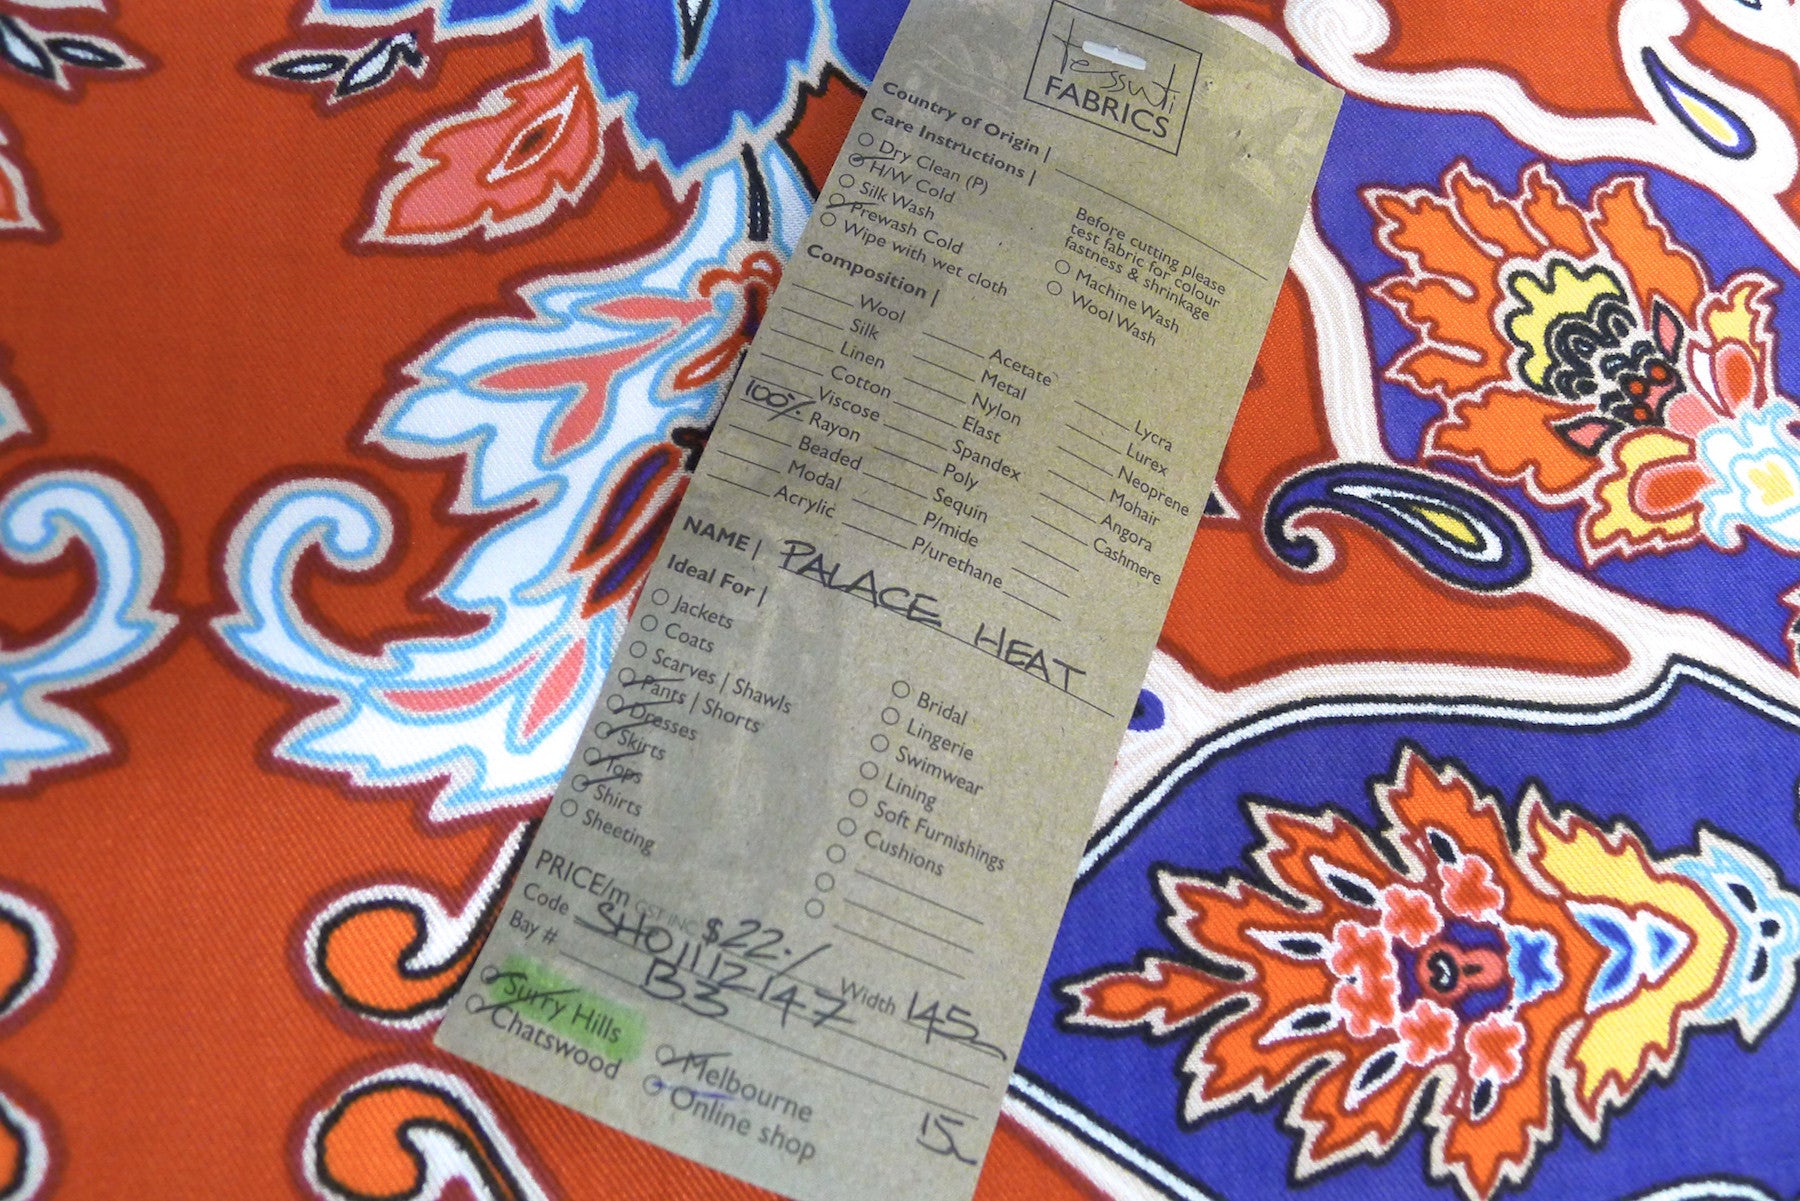 tessuti
FABRICS
Country of Origin |
Care Instructions |
Dry Clean (P)
H/W Cold
Silk Wash
Prewash Cold
Wipe with wet cloth
Before cutting please
test fabric for colour
fastness & shrinkage
Machine Wash
Wool Wash
Composition |
Wool
Silk
Linen
Cotton
Viscose
100% Rayon
Beaded
Modal
Acrylic
Acetate
Metal
Nylon
Elast
Spandex
Poly
Sequin
P/mide
P/urethane
Lycra
Lurex
Neoprene
Mohair
Angora
Cashmere
NAME | PALACE HEAT
Ideal For |
Jackets
Coats
Scarves | Shawls
Pants | Shorts
Dresses
Skirts
Tops
Shirts
Sheeting
Bridal
Lingerie
Swimwear
Lining
Soft Furnishings
Cushions
PRICE/m GST INC $22./
Code SHOJ112147 Width 145
Bay # B3
Surry Hills
Chatswood
Melbourne
Online shop
15